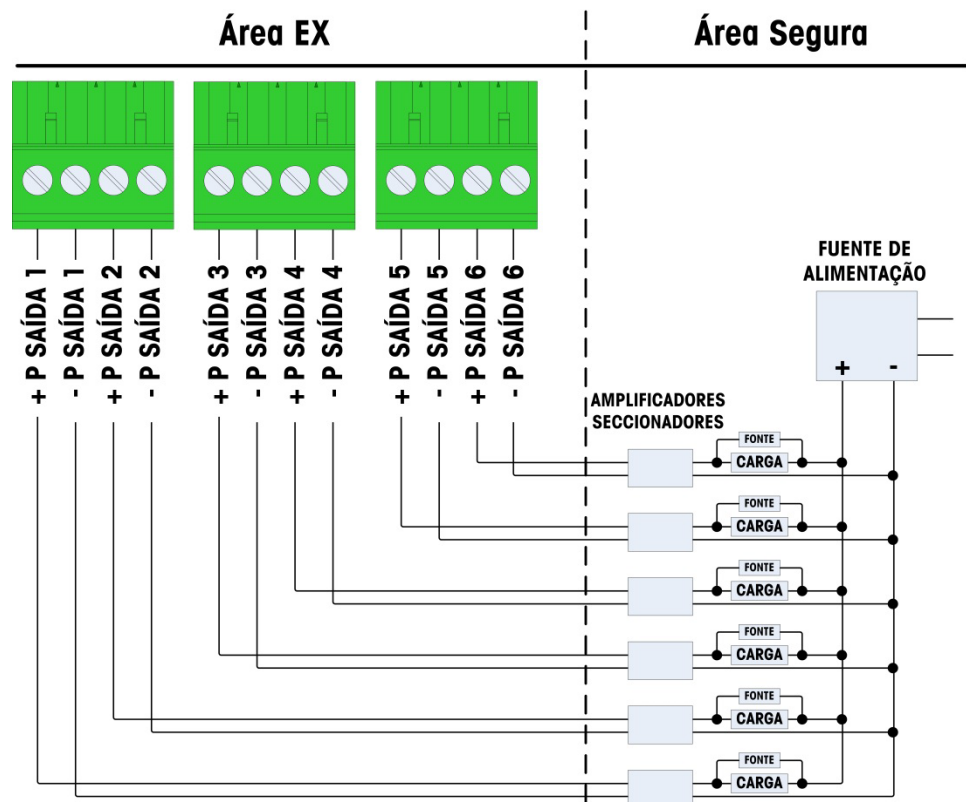 Área EX
Área Segura
+ P SAÍDA 1
- P SAÍDA 1
+ P SAÍDA 2
- P SAÍDA 2
+ P SAÍDA 3
- P SAÍDA 3
+ P SAÍDA 4
- P SAÍDA 4
+ P SAÍDA 5
- P SAÍDA 5
+ P SAÍDA 6
- P SAÍDA 6
FUENTE DE
ALIMENTAÇÃO
+ -
AMPLIFICADORES
SECCIONADORES
FONTE
CARGA
FONTE
CARGA
FONTE
CARGA
FONTE
CARGA
FONTE
CARGA
FONTE
CARGA